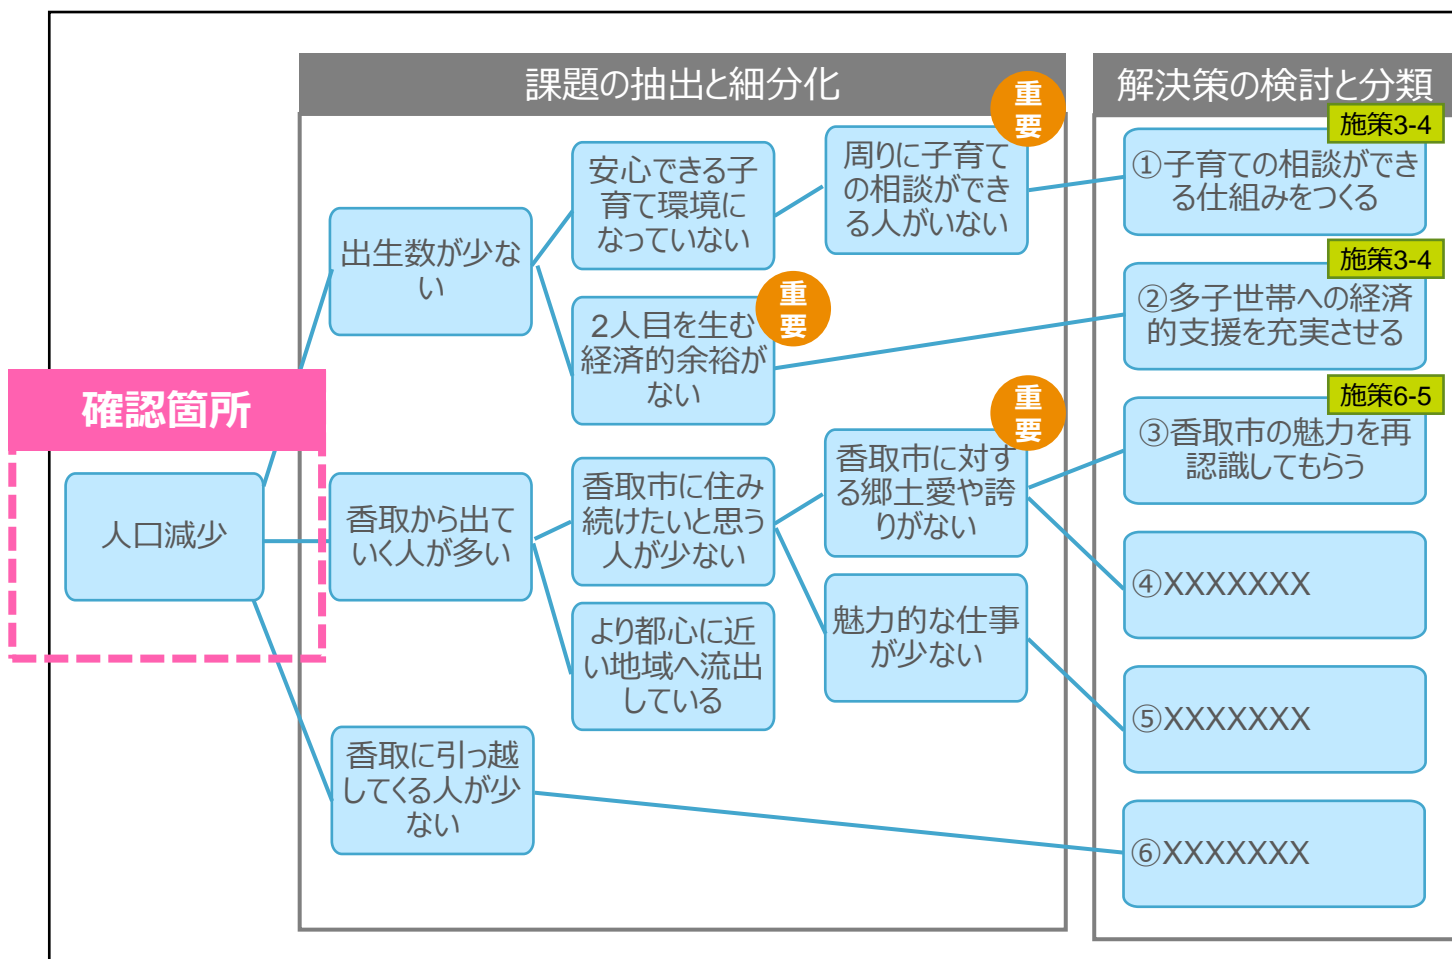 課題の抽出と細分化
解決策の検討と分類
重
要
施策3-4
周りに子育て
の相談ができ
る人がいない
安心できる子
育て環境に
なっていない
①子育ての相談ができ
る仕組みをつくる
出生数が少な
い
施策3-4
重
要
2人目を生む
経済的余裕が
ない
②多子世帯への経済
的支援を充実させる
確認箇所
重
要
施策6-5
③香取市の魅力を再
認識してもらう
人口減少
香取から出て
いく人が多い
香取市に住み
続けたいと思う
人が少ない
香取市に対す
る郷土愛や誇
りがない
④XXXXXXX
より都心に近
い地域へ流出
している
魅力的な仕事
が少ない
⑤XXXXXXX
香取に引っ越
してくる人が少
ない
⑥XXXXXXX